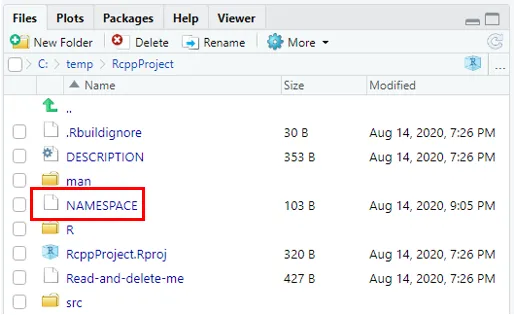 Files Plots Packages Help Viewer
New Folder Delete Rename More
C: temp RcppProject R ...
Name Size Modified
..
.Rbuildignore 30 B Aug 14, 2020, 7:26 PM
DESCRIPTION 353 B Aug 14, 2020, 7:26 PM
man
NAMESPACE 103 B Aug 14, 2020, 9:05 PM
R
RcppProject.Rproj 320 B Aug 14, 2020, 7:26 PM
Read-and-delete-me 427 B Aug 14, 2020, 7:26 PM
src